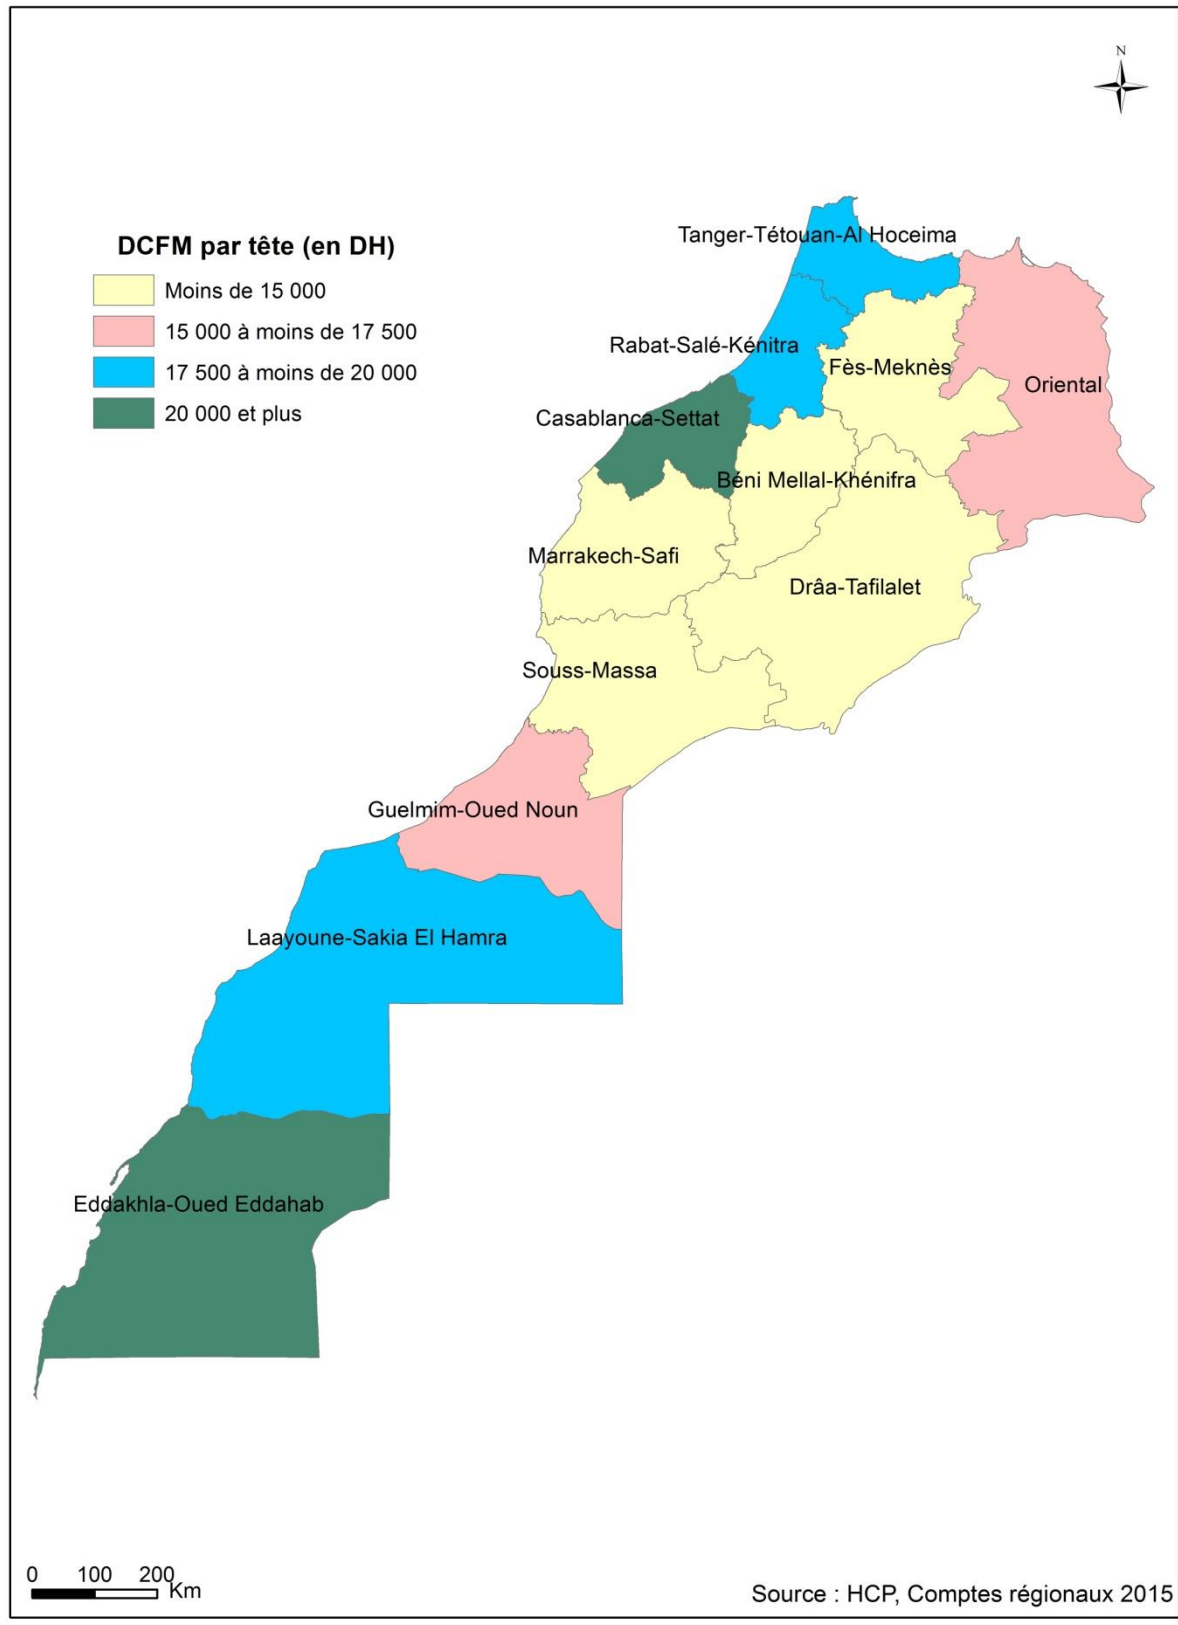 N
DCFM par tête (en DH)
Moins de 15 000
15 000 à moins de 17 500
17 500 à moins de 20 000
20 000 et plus
Tanger-Tétouan-Al Hoceima
Rabat-Salé-Kénitra
Fès-Meknès
Oriental
Casablanca-Settat
Béni Mellal-Khénifra
Marrakech-Safi
Drâa-Tafilalet
Souss-Massa
Guelmim-Oued Noun
Laayoune-Sakia El Hamra
Eddakhla-Oued Eddahab
0 100 200
Km
Source : HCP, Comptes régionaux 2015